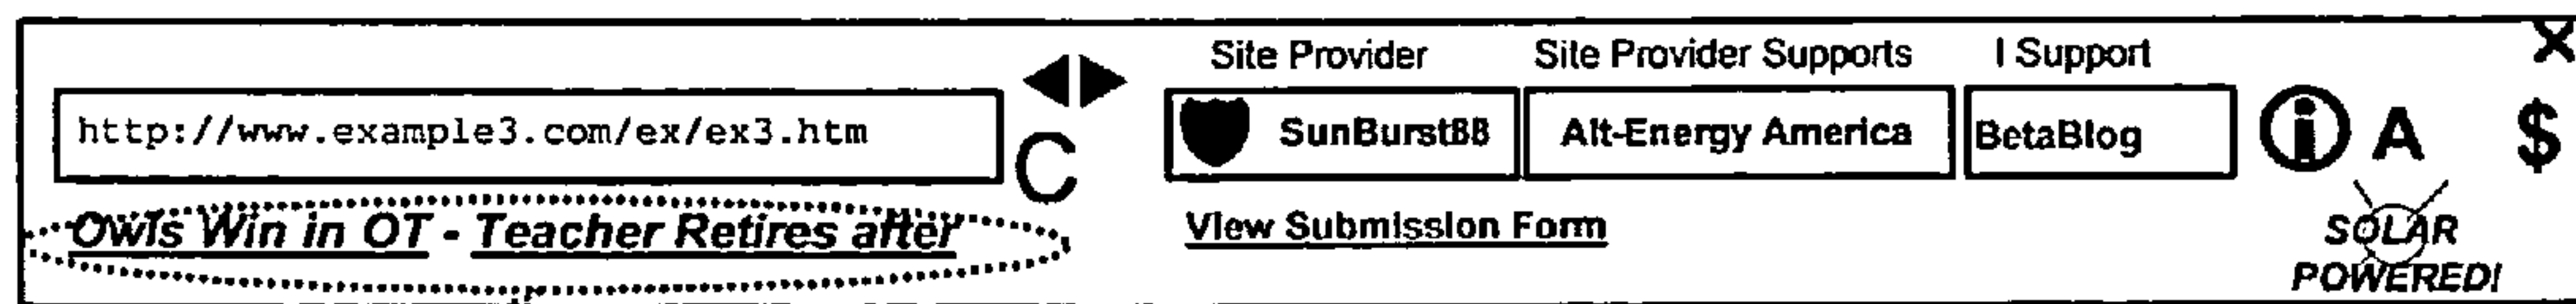 Site Provider Site Provider Supports I Support X
http://www.example3.com/ex/ex3.htm C SunBurst88 Alt-Energy America BetaBlog i A $
Owls Win in OT - Teacher Retires after View Submission Form SOLAR
POWERED!